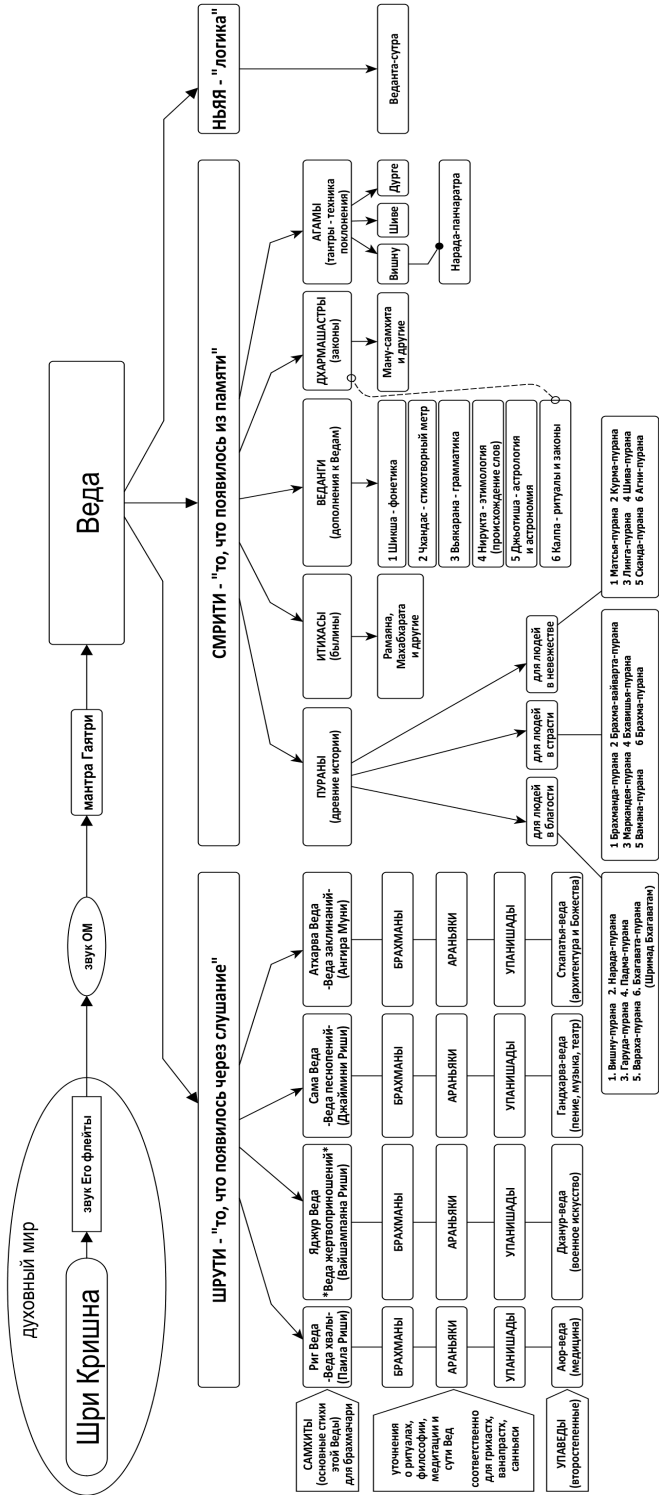 духовный мир
Шри Кришна
звук Его флейты
звук ОМ
мантра Гаятри
Веда
ШРУТИ - "то, что появилось через слушание"
СМРИТИ - "то, что появилось из памяти"
НЬЯЯ - "логика"
САМХИТЫ
(основные стихи
этой Веды)
для брахмачари
Риг Веда
-Веда хвалы-
(Паила Риши)
Яджур Веда
*Веда жертвоприношений*
(Вайшампаяна Риши)
Сама Веда
-Веда песнопений-
(Джаймини Риши)
Атхарва Веда
-Веда заклинаний-
(Ангира Муни)
ПУРАНЫ
(древние истории)
ИТИХАСЫ
(былины)
ВЕДАНГИ
(дополнения к Ведам)
ДХАРМАШАСТРЫ
(законы)
АГАМЫ
(тантры - техника
поклонения)
Веданта-сутра
уточнения
о ритуалах,
философии,
медитации и
сути Вед
соответственно
для грихастх,
ванапрастх,
санньяси
БРАХМАНЫ
БРАХМАНЫ
БРАХМАНЫ
БРАХМАНЫ
АРАНЬЯКИ
АРАНЬЯКИ
АРАНЬЯКИ
АРАНЬЯКИ
УПАНИШАДЫ
УПАНИШАДЫ
УПАНИШАДЫ
УПАНИШАДЫ
УПАВЕДЫ
(второстепенные)
Аюр-веда
(медицина)
Дханур-веда
(военное искусство)
Гандхарва-веда
(пение, музыка, театр)
Стхапатья-веда
(архитектура и Божества)
Рамаяна,
Махабхарата
и другие
1 Шикша - фонетика
2 Чхандас - стихотворный метр
3 Вьякарана - грамматика
4 Нирукта - этимология
(происхождение слов)
5 Джьотиша - астрология
и астрономия
6 Калпа - ритуалы и законы
Ману-самхита
и другие
Вишну
Шиве
Дурге
Нарада-панчаратра
для людей
в благости
для людей
в страсти
для людей
в невежестве
1. Вишну-пурана 2. Нарада-пурана
3. Гаруда-пурана 4. Падма-пурана
5. Вараха-пурана 6. Бхагавата-пурана
(Шримад Бхагаватам)
1 Брахманда-пурана 2 Брахма-вайварта-пурана
3 Маркандея-пурана 4 Бхавишья-пурана
5 Вамана-пурана 6 Брахма-пурана
1 Матсья-пурана 2 Курма-пурана
3 Линга-пурана 4 Шива-пурана
5 Сканда-пурана 6 Агни-пурана